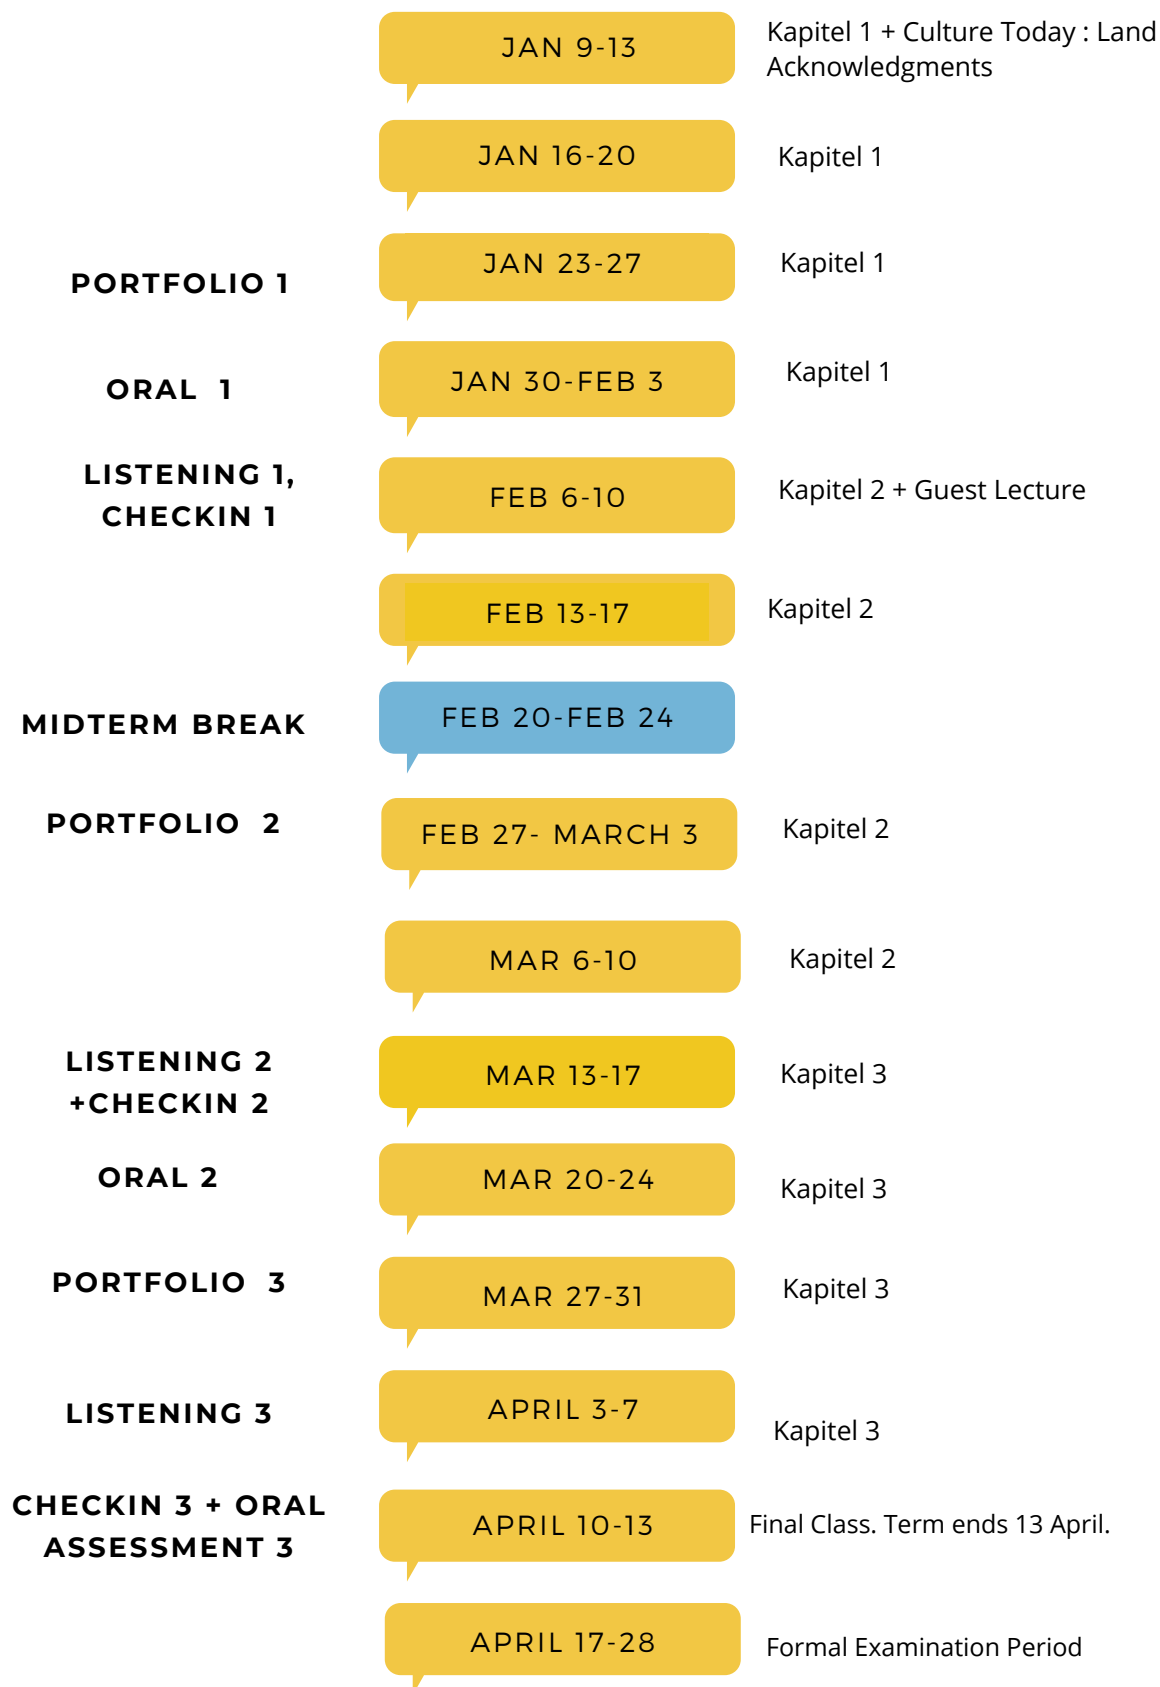 JAN 9-13
Kapitel 1 + Culture Today : Land
Acknowledgments
JAN 16-20
Kapitel 1
PORTFOLIO 1
JAN 23-27
Kapitel 1
ORAL 1
JAN 30-FEB 3
Kapitel 1
LISTENING 1,
CHECKIN 1
FEB 6-10
Kapitel 2 + Guest Lecture
FEB 13-17
Kapitel 2
MIDTERM BREAK
FEB 20-FEB 24
PORTFOLIO 2
FEB 27- MARCH 3
Kapitel 2
MAR 6-10
Kapitel 2
LISTENING 2
+CHECKIN 2
MAR 13-17
Kapitel 3
ORAL 2
MAR 20-24
Kapitel 3
PORTFOLIO 3
MAR 27-31
Kapitel 3
LISTENING 3
APRIL 3-7
Kapitel 3
CHECKIN 3 + ORAL
ASSESSMENT 3
APRIL 10-13
Final Class. Term ends 13 April.
APRIL 17-28
Formal Examination Period